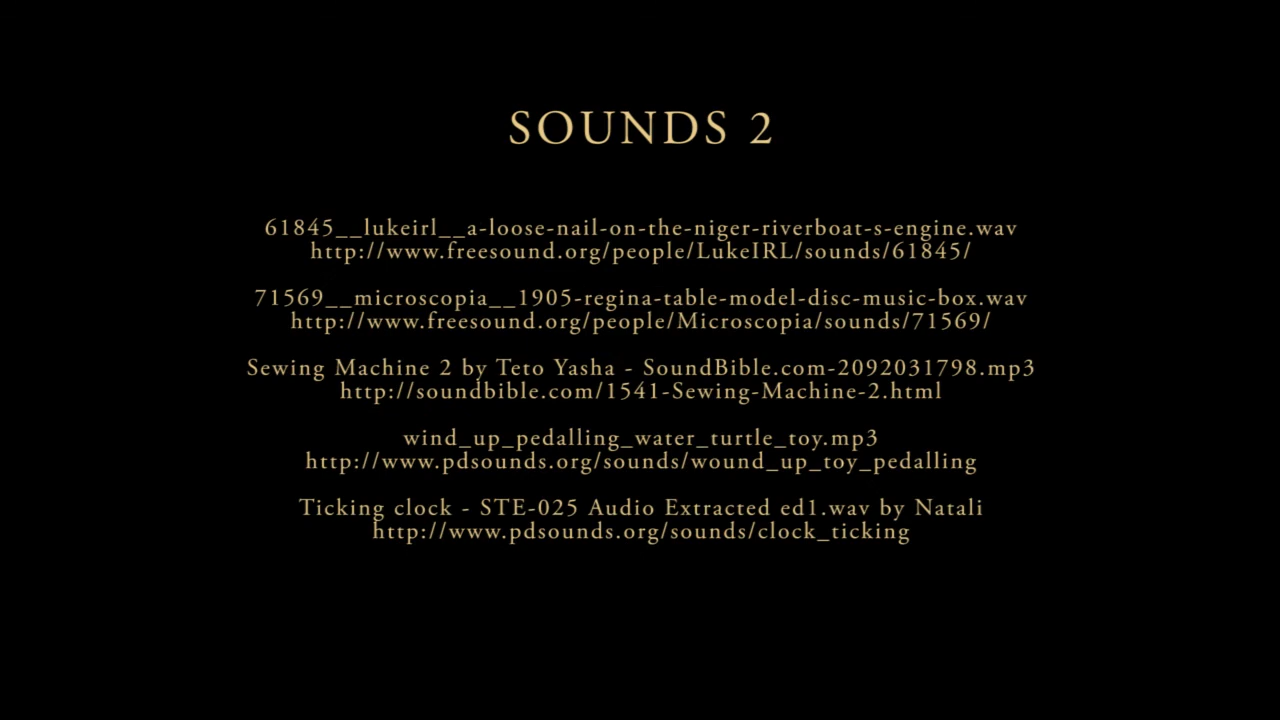 SOUNDS 2
61845__lukeirl__a-loose-nail-on-the-niger-riverboat-s-engine.wav
http://www.freesound.org/people/LukeIRL/sounds/61845/
71569__microscopia__1905-regina-table-model-disc-music-box.wav
http://www.freesound.org/people/Microscopia/sounds/71569/
Sewing Machine 2 by Teto Yasha - SoundBible.com-2092031798.mp3
http://soundbible.com/1541-Sewing-Machine-2.html
wind_up_pedalling_water_turtle_toy.mp3
http://www.pdsounds.org/sounds/wound_up_toy_pedalling
Ticking clock - STE-025 Audio Extracted ed1.wav by Natali
http://www.pdsounds.org/sounds/clock_ticking